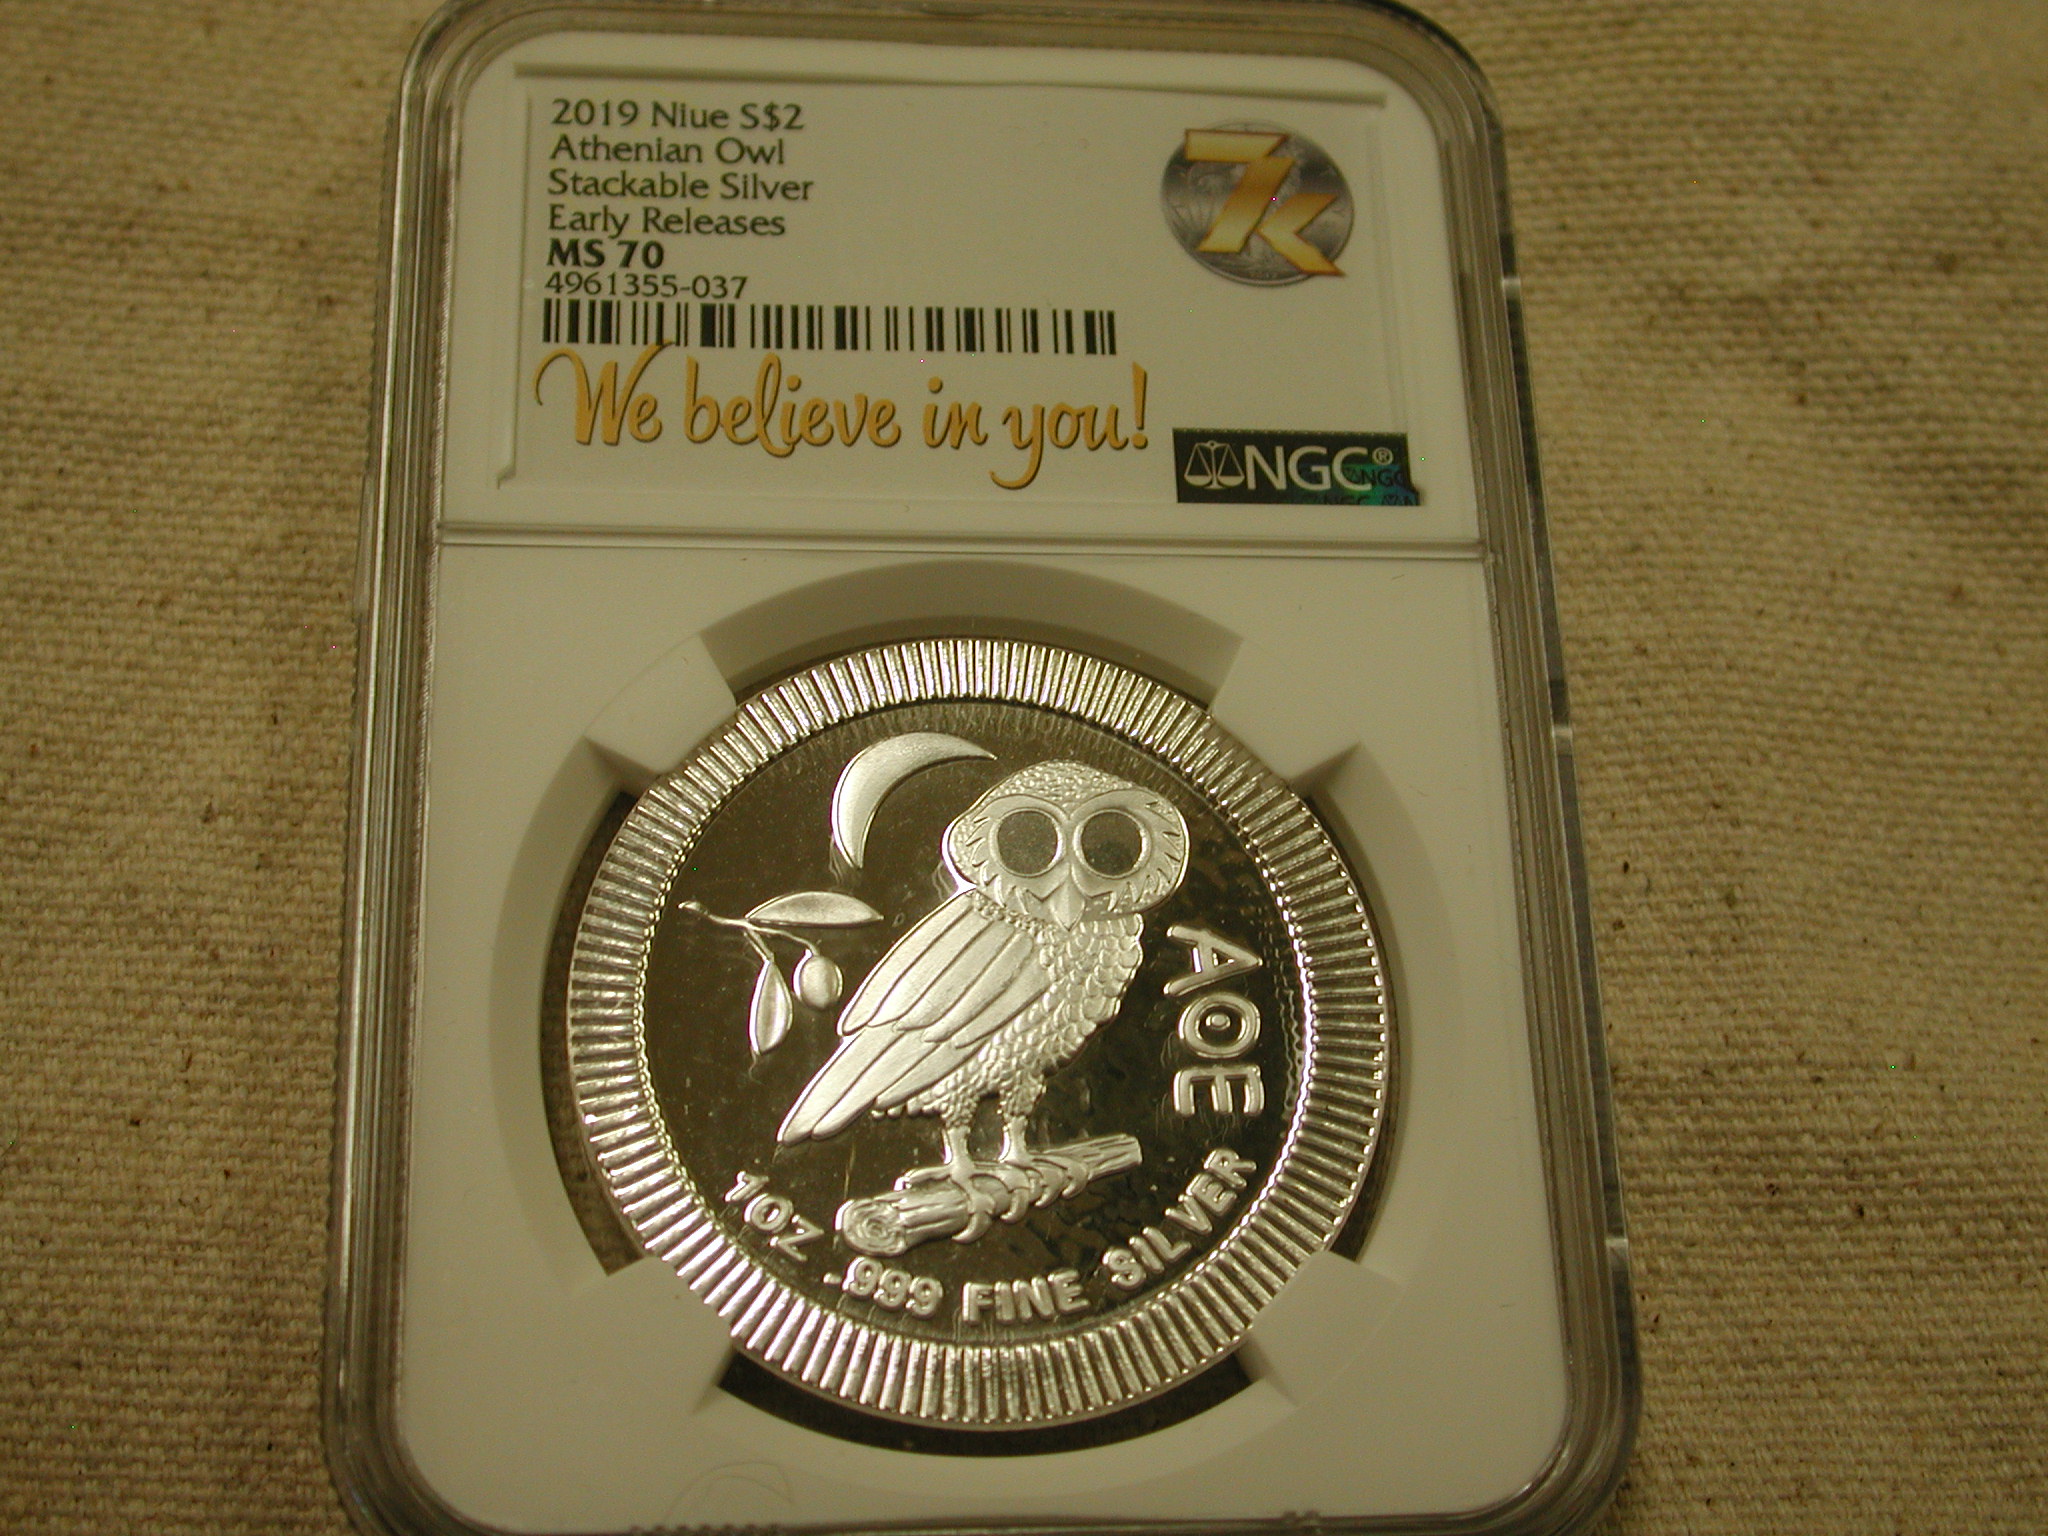 2019 Niue S$2
Athenian Owl
Stackable Silver
Early Releases
MS 70
4961355-037
7k
We believe in you!
NGC®
ΑΘΕ
1OZ .999 FINE SILVER